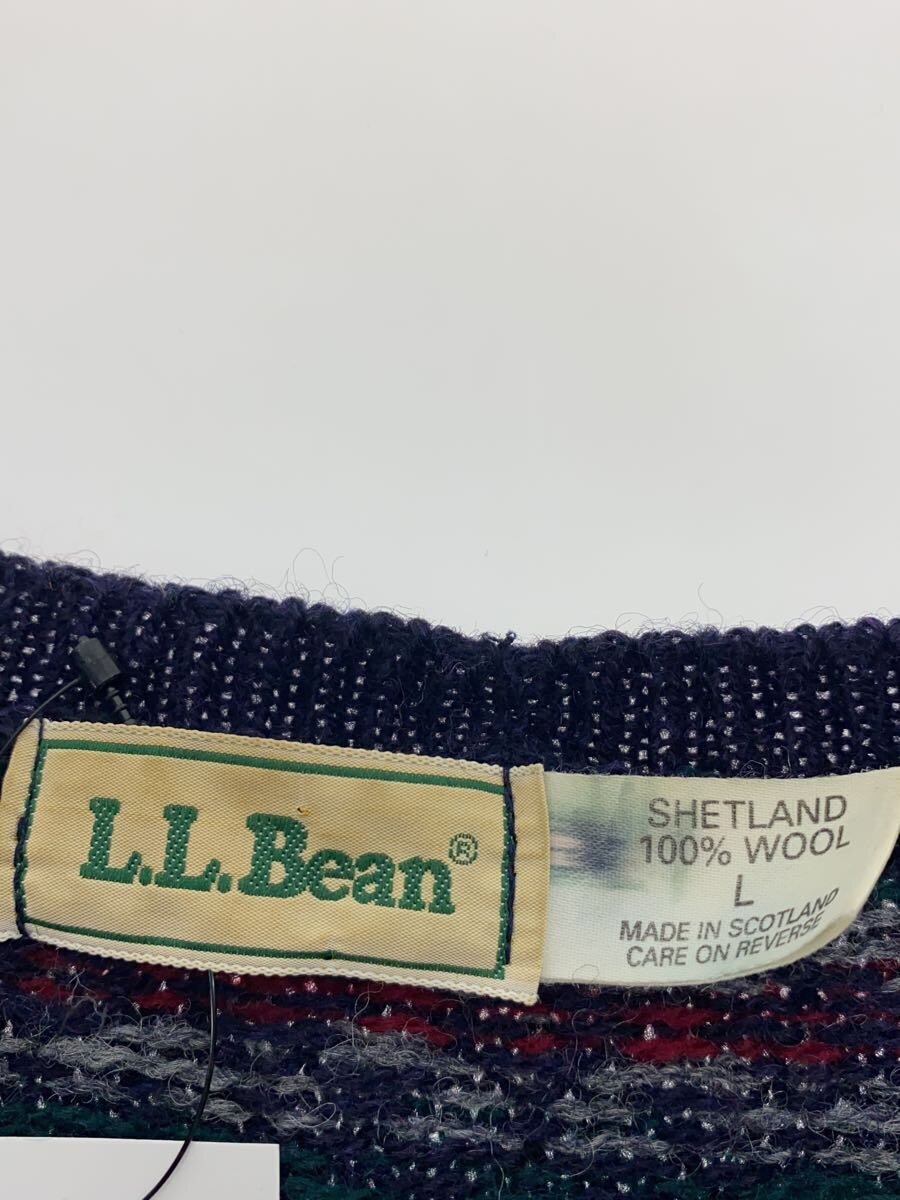 L.L.Bean®
SHETLAND
100% WOOL
L
MADE IN SCOTLAND
CARE ON REVERSE